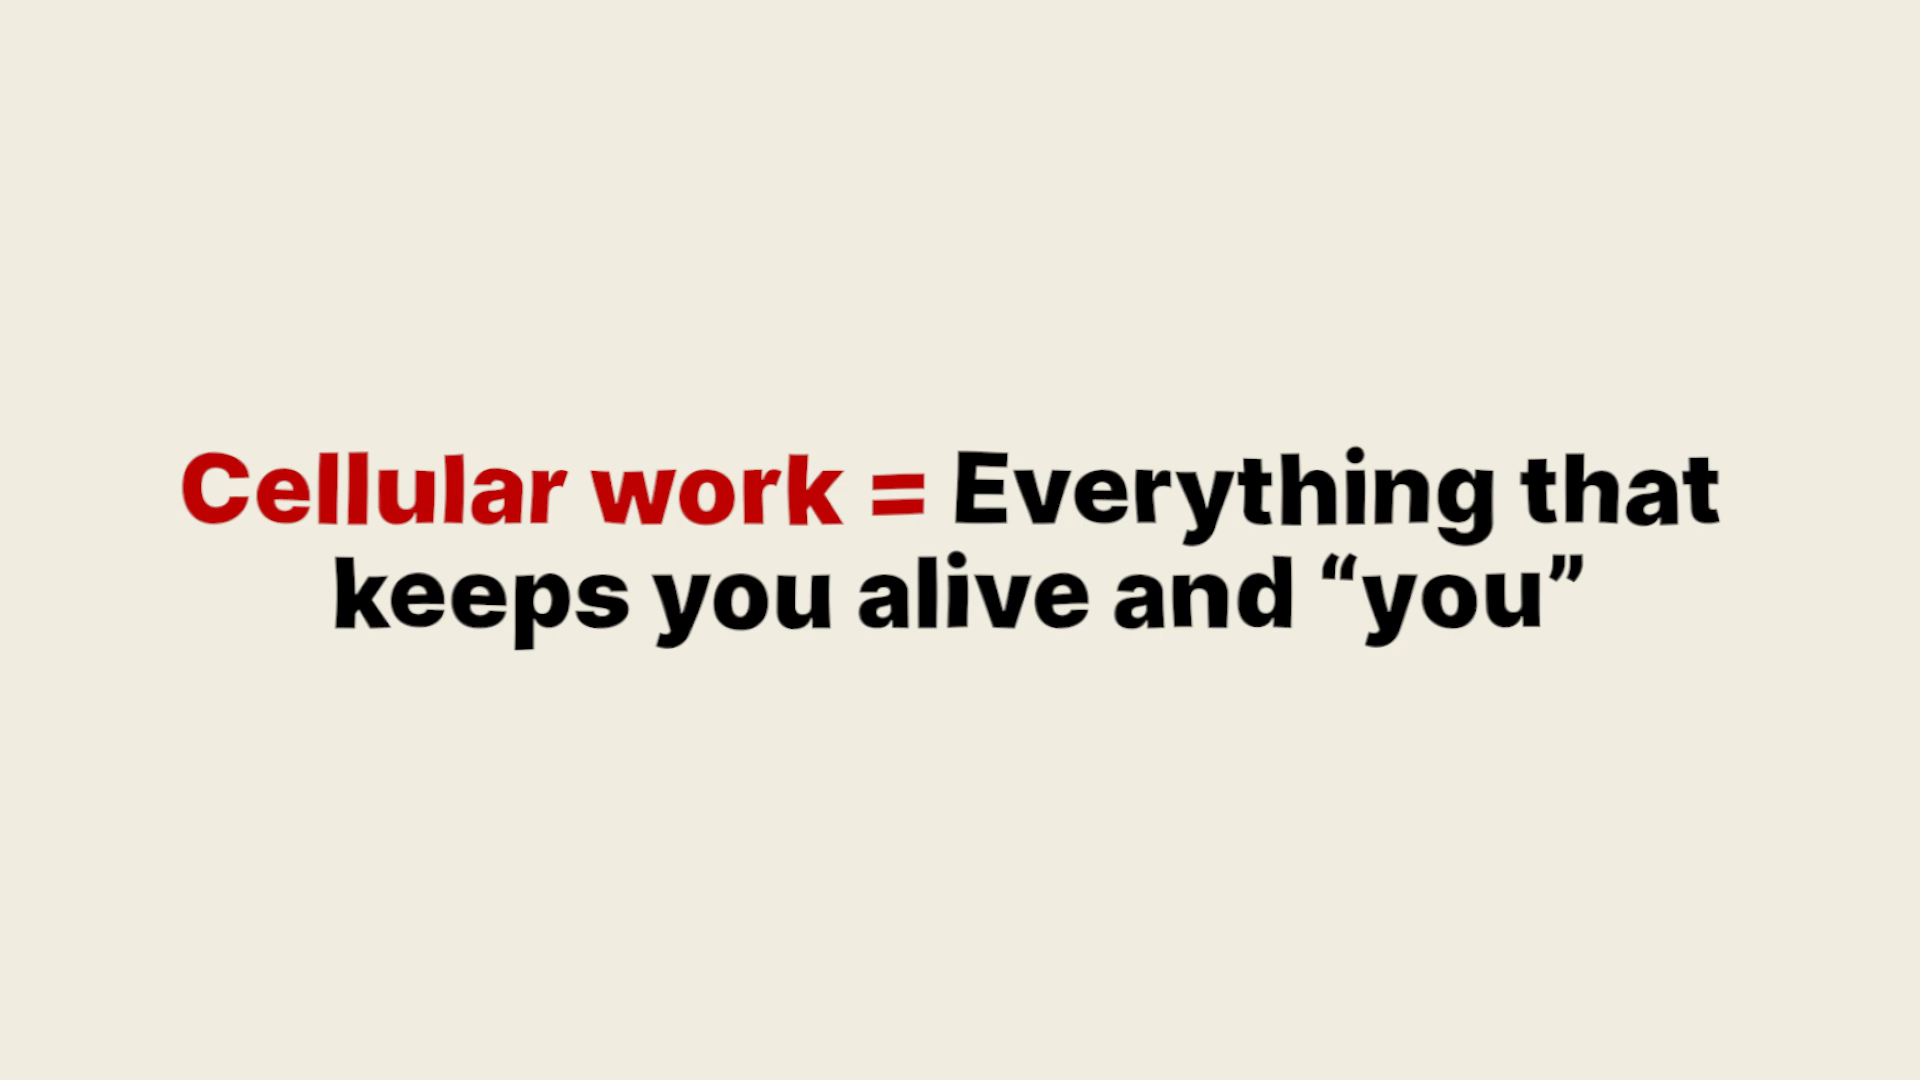 Cellular work = Everything that
keeps you alive and “you”